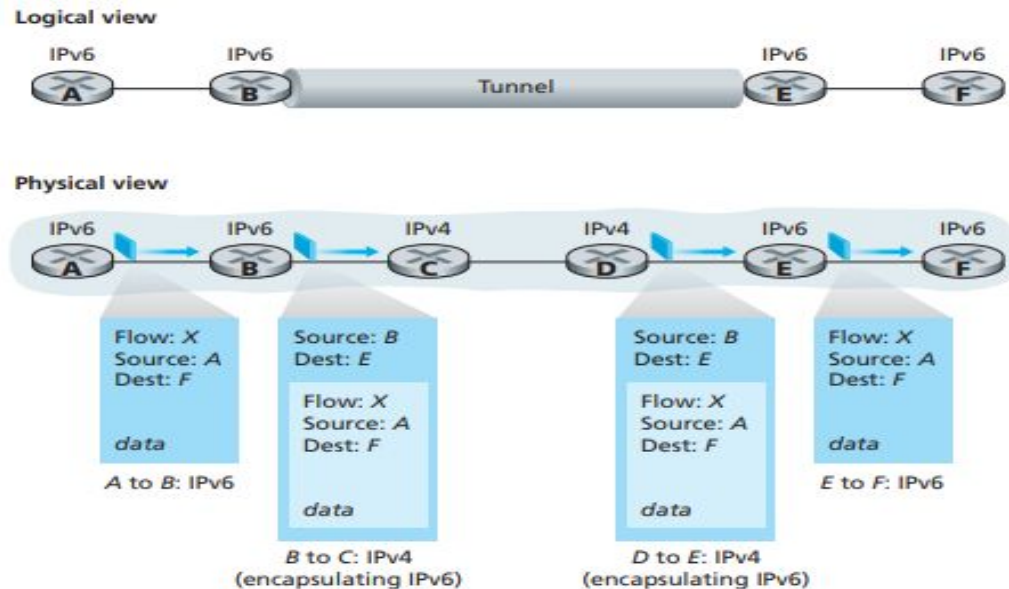 Logical view
IPv6 IPv6 IPv6 IPv6
A B Tunnel E F
Physical view
IPv6 IPv6 IPv4 IPv4 IPv6 IPv6
A B C D E F
Flow: X
Source: A
Dest: F
data
A to B: IPv6
Source: B
Dest: E
Flow: X
Source: A
Dest: F
data
B to C: IPv4
(encapsulating IPv6)
Source: B
Dest: E
Flow: X
Source: A
Dest: F
data
D to E: IPv4
(encapsulating IPv6)
Flow: X
Source: A
Dest: F
data
E to F: IPv6